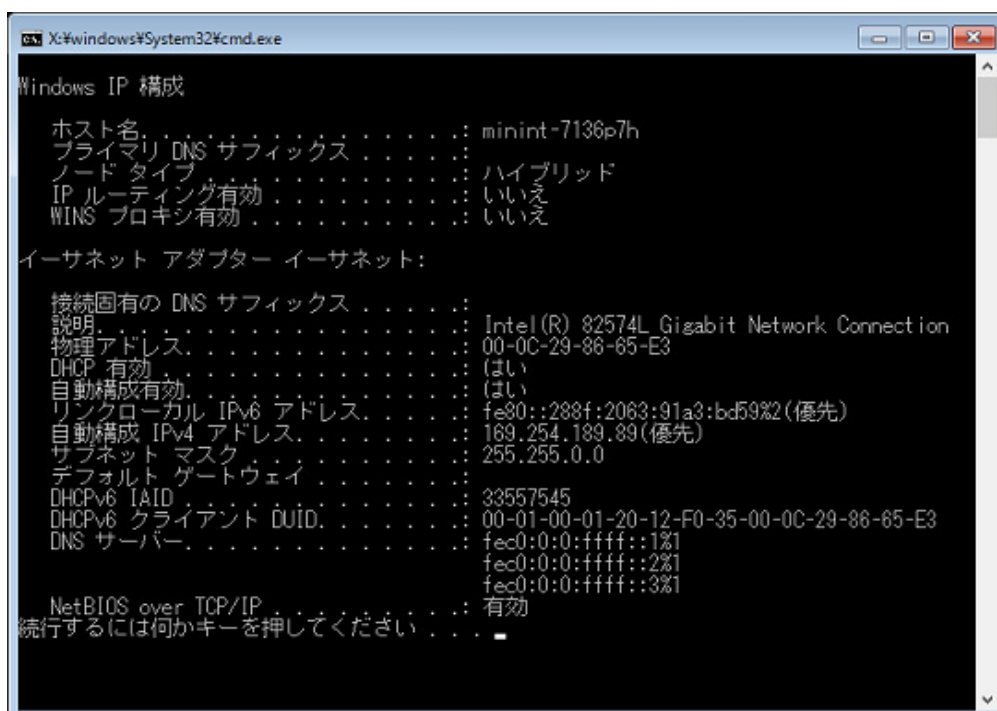 X:¥windows¥System32¥cmd.exe
Windows IP 構成
ホスト名. . . . . . . . . . . . . . .: minint-7136p7h
プライマリ DNS サフィックス . . . . .:
ノード タイプ . . . . . . . . . . . .: ハイブリッド
IP ルーティング有効 . . . . . . . . .: いいえ
WINS プロキシ有効 . . . . . . . . . .: いいえ
イーサネット アダプター イーサネット:
接続固有の DNS サフィックス . . . . .:
説明. . . . . . . . . . . . . . . . .: Intel(R) 82574L Gigabit Network Connection
物理アドレス. . . . . . . . . . . . .: 00-0C-29-86-65-E3
DHCP 有効 . . . . . . . . . . . . . .: はい
自動構成有効. . . . . . . . . . . . .: はい
リンクローカル IPv6 アドレス. . . . .: fe80::288f:2063:91a3:bd59%2(優先)
自動構成 IPv4 アドレス. . . . . . . .: 169.254.189.89(優先)
サブネット マスク . . . . . . . . . .: 255.255.0.0
デフォルト ゲートウェイ . . . . . . .:
DHCPv6 IAID . . . . . . . . . . . . .: 33557545
DHCPv6 クライアント DUID. . . . . . .: 00-01-00-01-20-12-F0-35-00-0C-29-86-65-E3
DNS サーバー. . . . . . . . . . . . .: fec0:0:0:ffff::1%1
fec0:0:0:ffff::2%1
fec0:0:0:ffff::3%1
NetBIOS over TCP/IP . . . . . . . . .: 有効
続行するには何かキーを押してください . . .